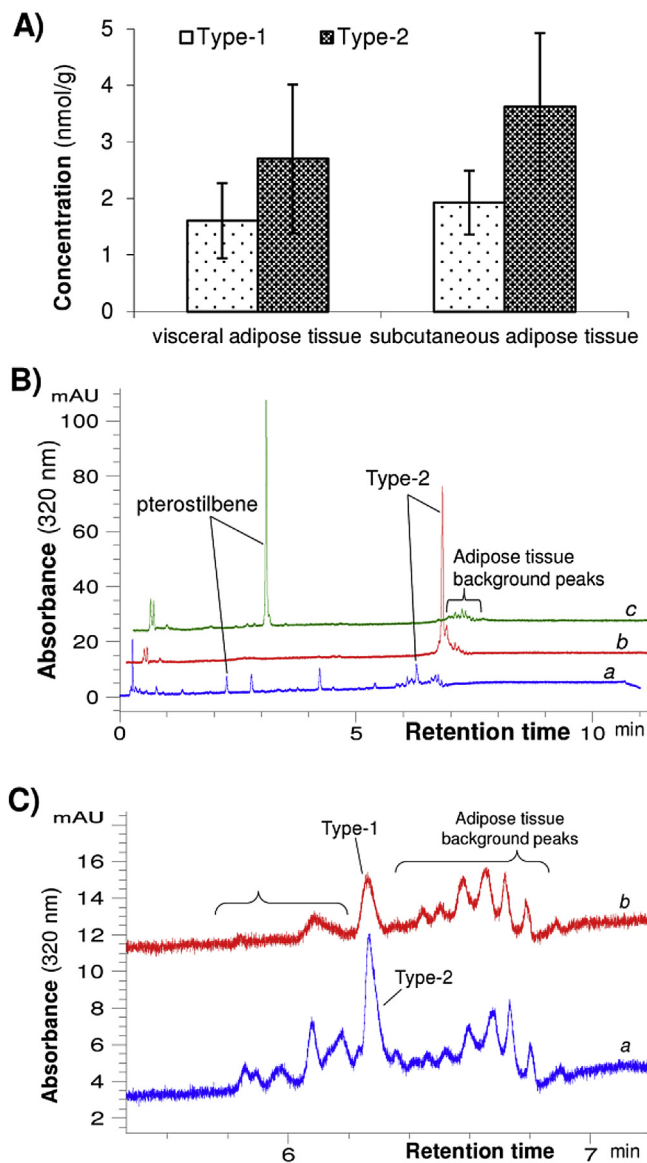 A)
Type-1 Type-2
Concentration (nmol/g)
5
4
3
2
1
0
visceral adipose tissue subcutaneous adipose tissue
B)
mAU
Absorbance (320 nm)
100
80
60
40
20
0
pterostilbene
Type-2
Adipose tissue
background peaks
c
b
a
0 5 10 min
Retention time
C)
mAU
Absorbance (320 nm)
16
14
12
10
8
6
4
2
Type-1
Adipose tissue
background peaks
b
Type-2
a
6 7 min
Retention time